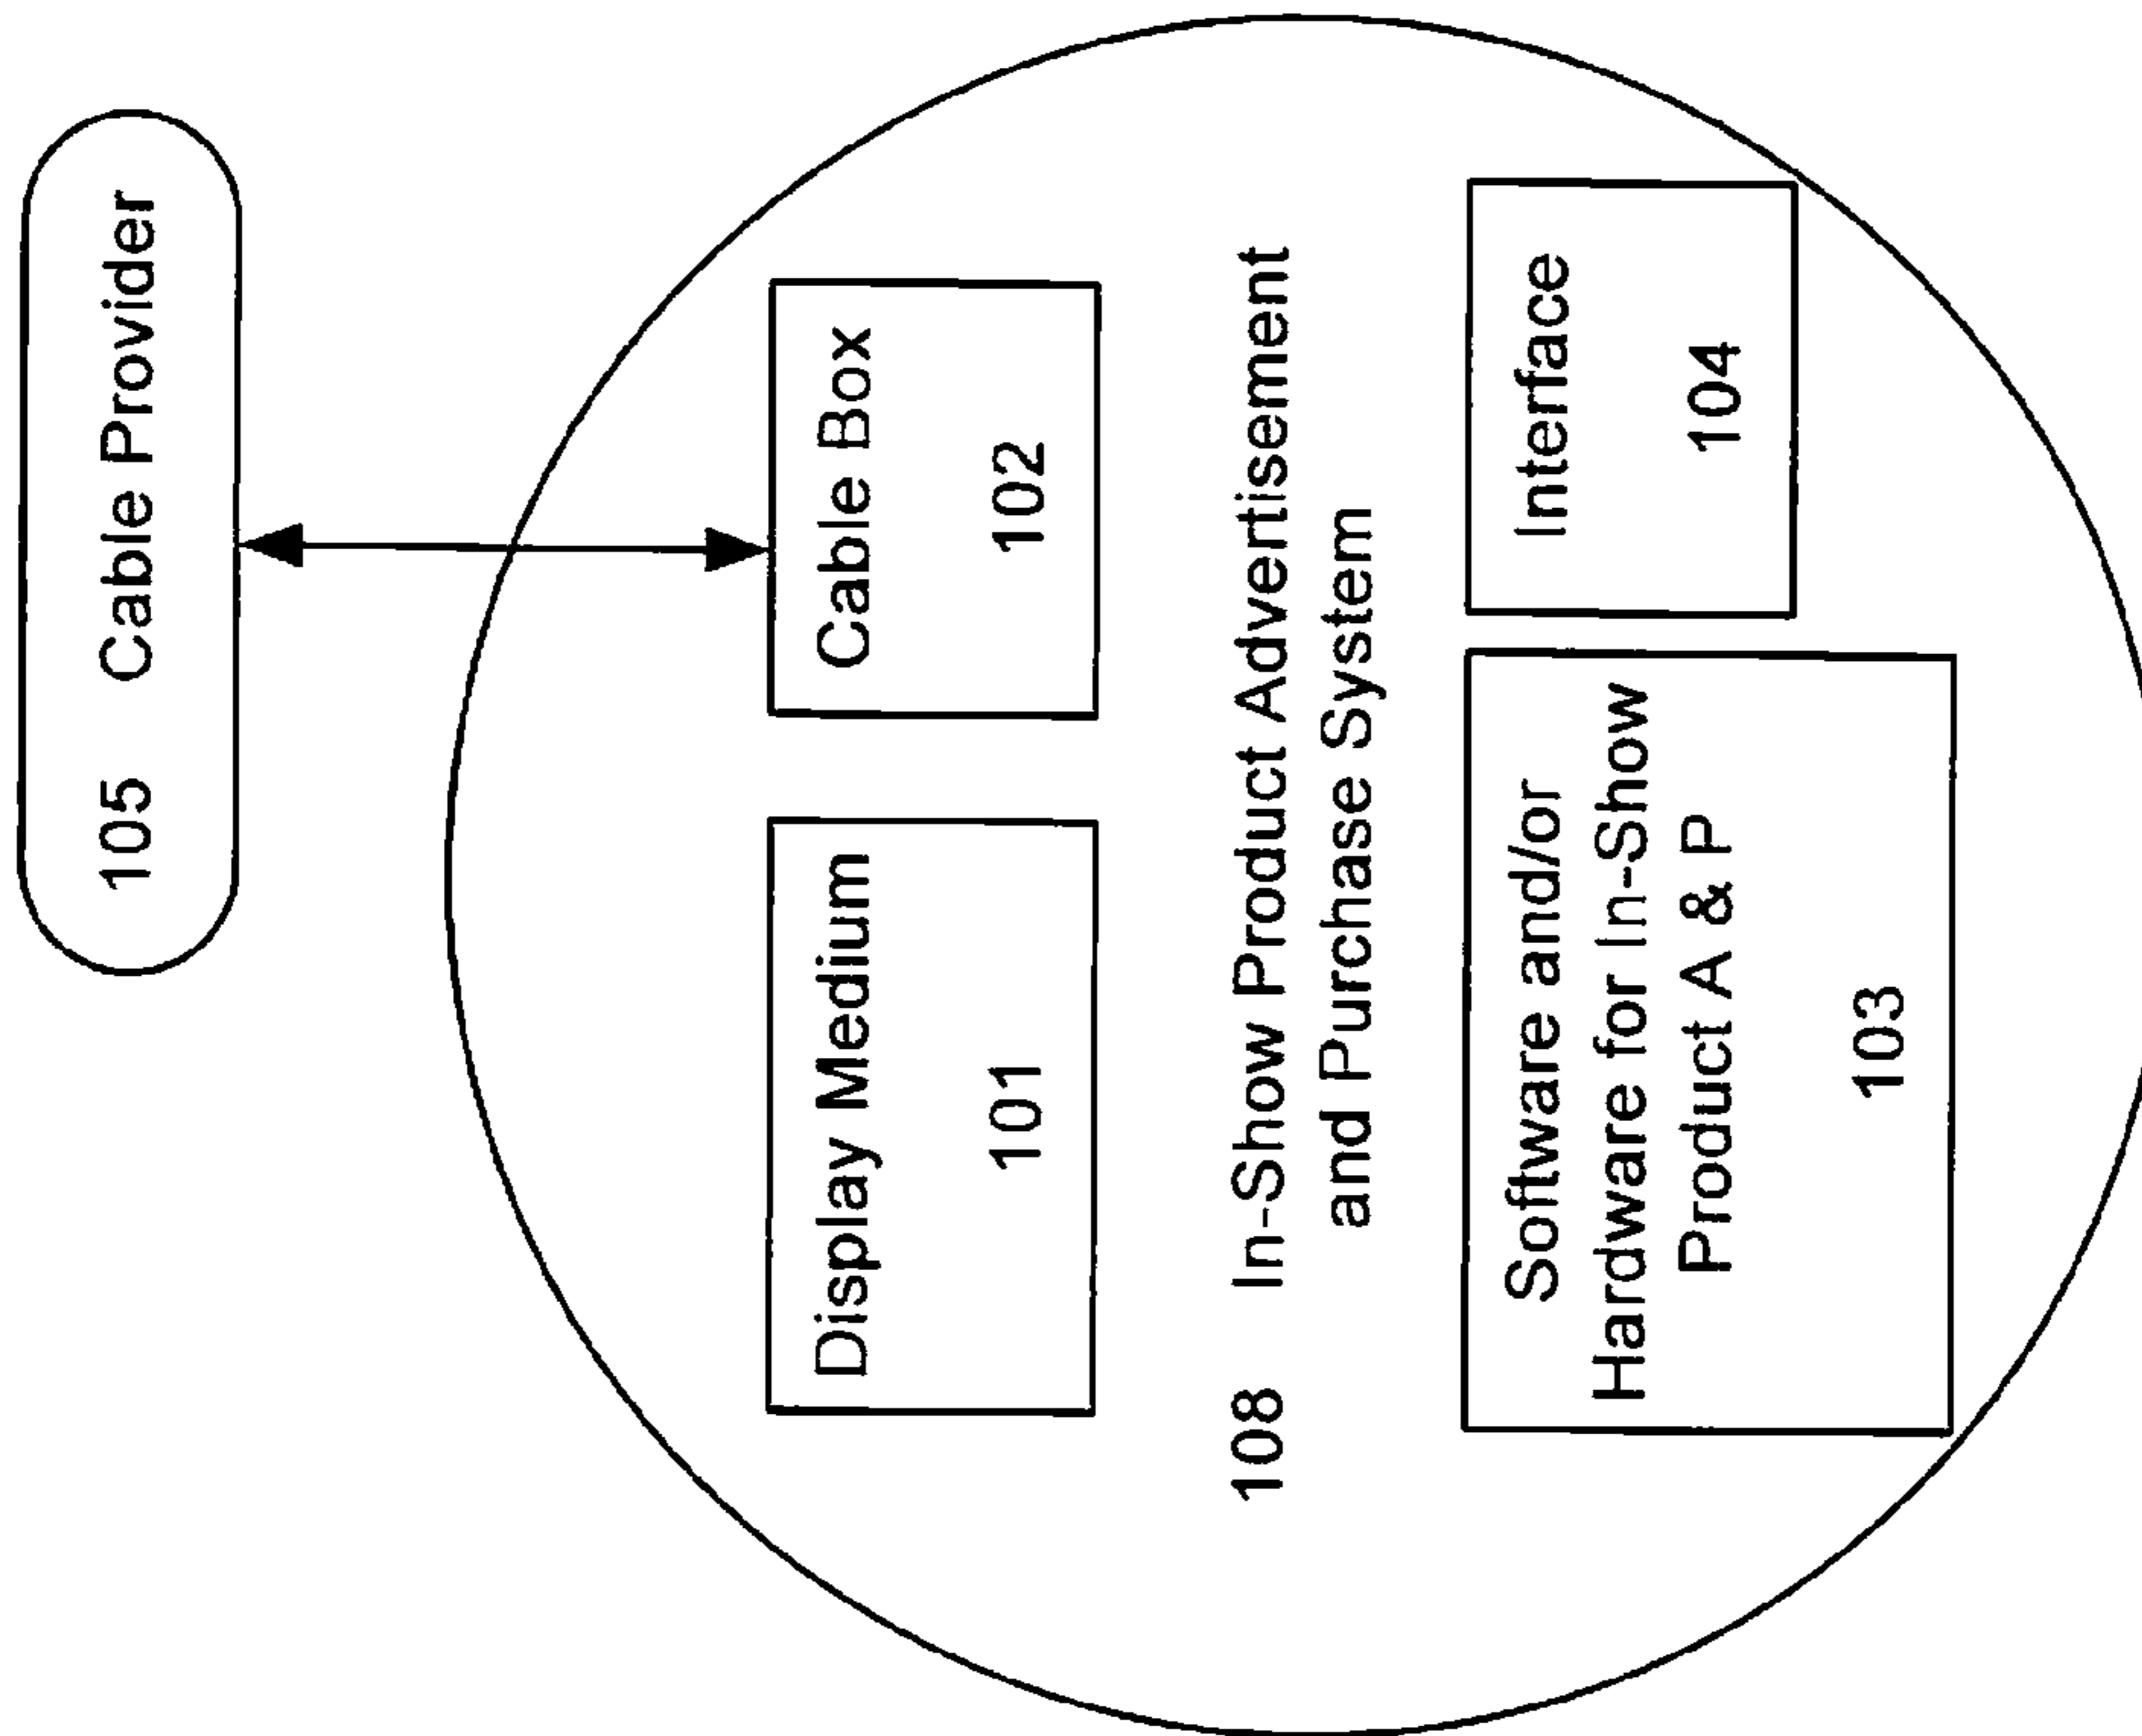 105 Cable Provider
Display Medium
101
Cable Box
102
108 In-Show Product Advertisement
and Purchase System
Software and/or
Hardware for In-Show
Product A & P
103
Interface
104